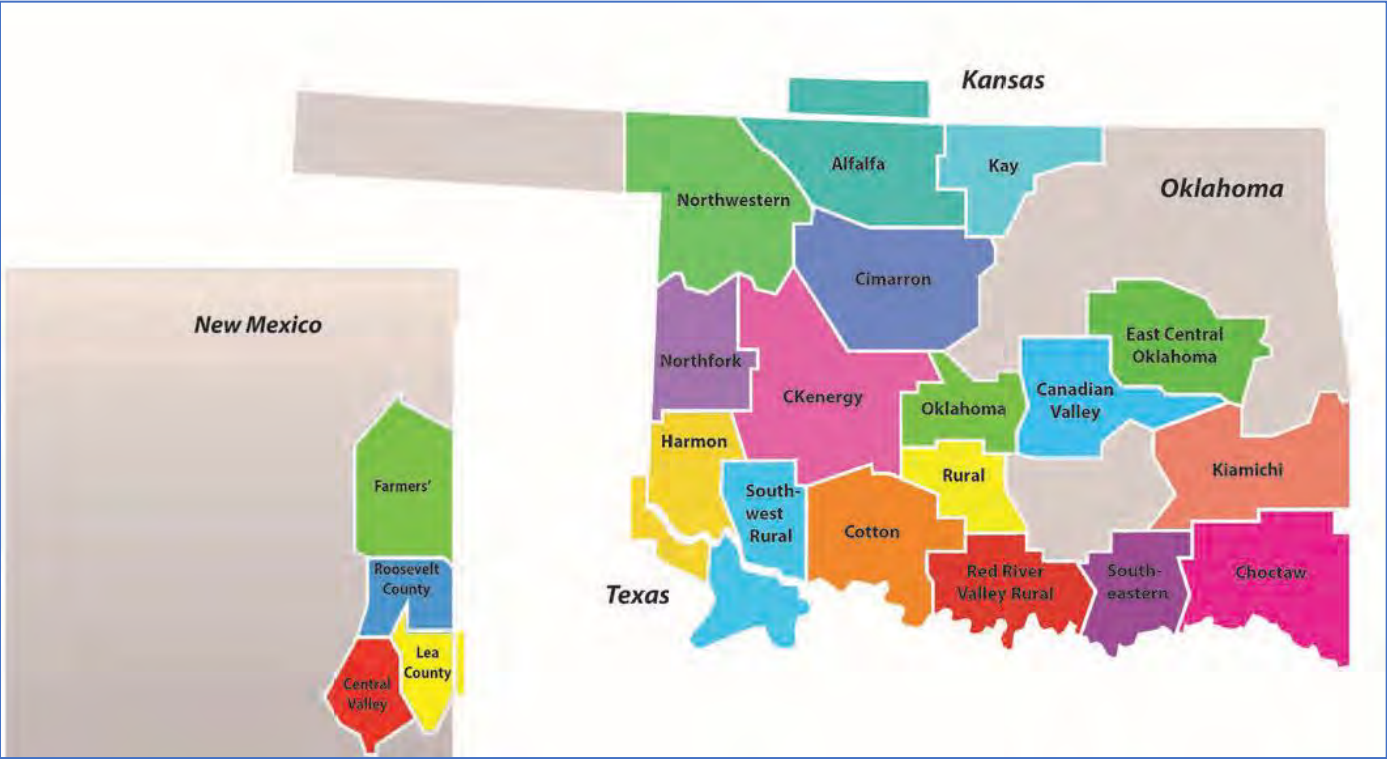 Kansas
Alfalfa
Kay
Oklahoma
Northwestern
Cimarron
New Mexico
East Central
Oklahoma
Northfork
CKenergy
Canadian
Valley
Oklahoma
Harmon
Kiamichi
Rural
Farmers'
South-
west
Rural
Cotton
Roosevelt
County
Texas
Red River
Valley Rural
South-
eastern
Choctaw
Lea
County
Central
Valley